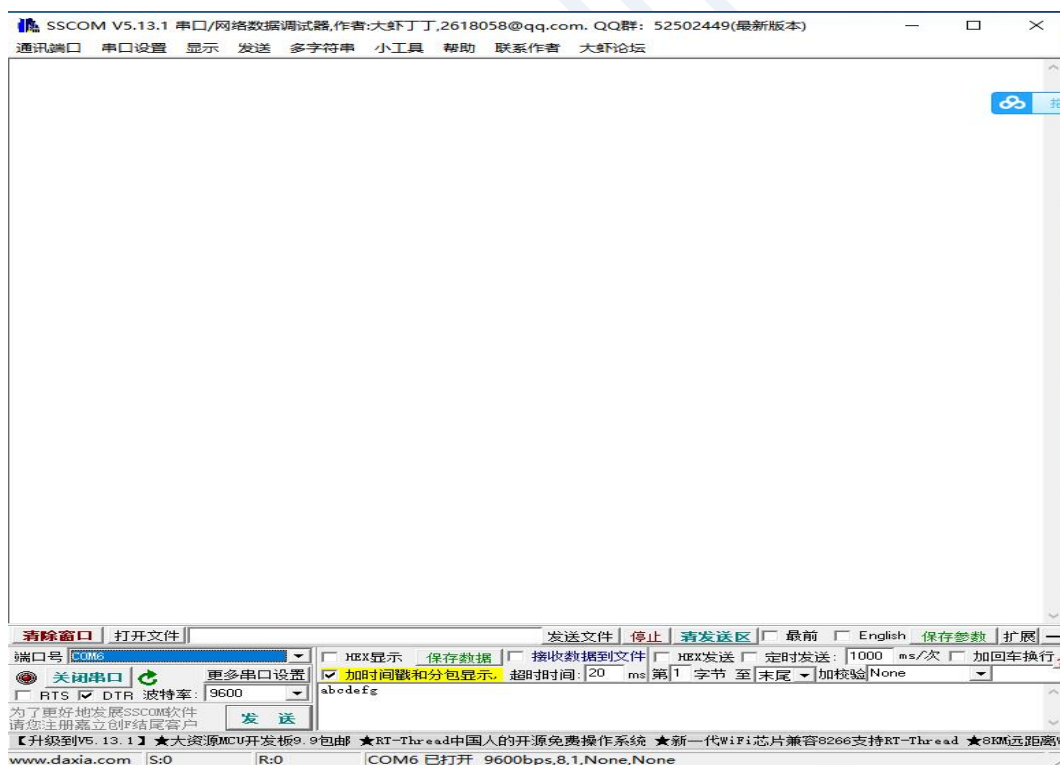 SSCOM V5.13.1 串口/网络数据调试器,作者:大虾丁丁,2618058@qq.com. QQ群: 52502449(最新版本)
通讯端口 串口设置 显示 发送 多字符串 小工具 帮助 联系作者 大虾论坛
清除窗口 打开文件 发送文件 停止 清发送区 最前 English 保存参数 扩展 —
端口号 COM6 HEX显示 保存数据 接收数据到文件 HEX发送 定时发送: 1000 ms/次 加回车换行
关闭串口 更多串口设置 加时间戳和分包显示, 超时时间: 20 ms 第 1 字节 至 末尾 加校验 None
RTS DTR 波特率: 9600 abcdefg
为了更好地发展SSCOM软件
请您注册嘉立创F结尾客户 发 送
【升级到V5.13.1】★大资源MCU开发板9.9包邮 ★RT-Thread中国人的开源免费操作系统 ★新一代WiFi芯片兼容8266支持RT-Thread ★8KM远距离
www.daxia.com S:0 R:0 COM6 已打开 9600bps,8,1,None,None